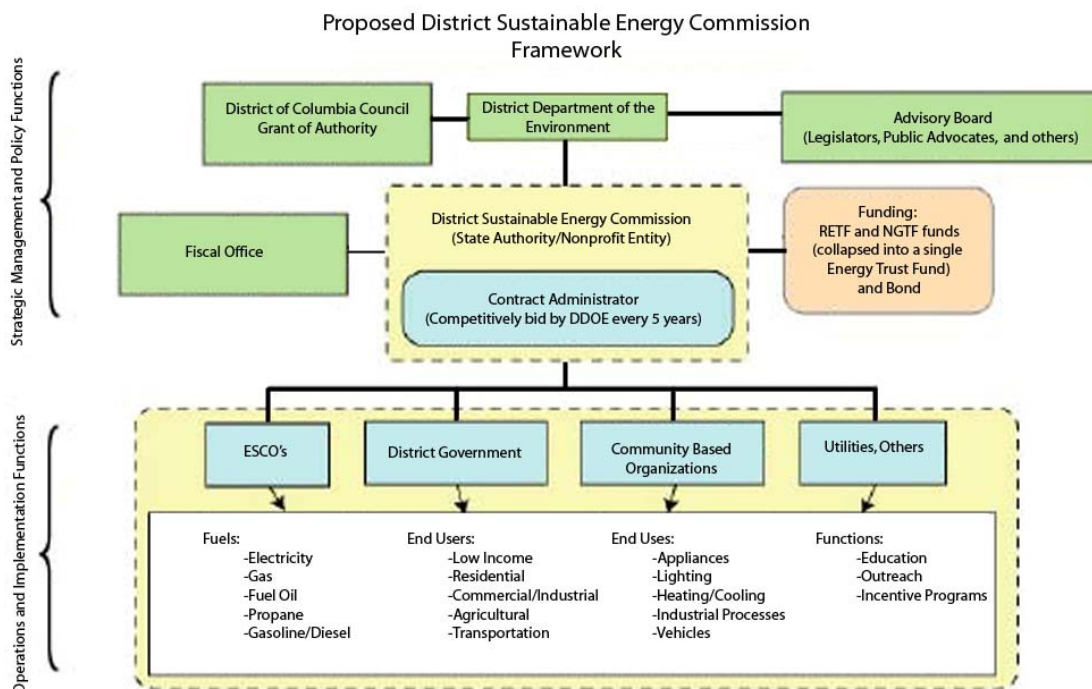 Proposed District Sustainable Energy Commission
Framework
Strategic Management and Policy Functions
District of Columbia Council
Grant of Authority
District Department of the
Environment
Advisory Board
(Legislators, Public Advocates, and others)
Fiscal Office
District Sustainable Energy Commission
(State Authority/Nonprofit Entity)
Contract Administrator
(Competitively bid by DDOE every 5 years)
Funding:
RETF and NGTF funds
(collapsed into a single
Energy Trust Fund)
and Bond
Operations and Implementation Functions
ESCO's
District Government
Community Based
Organizations
Utilities, Others
Fuels:
-Electricity
-Gas
-Fuel Oil
-Propane
-Gasoline/Diesel
End Users:
-Low Income
-Residential
-Commercial/Industrial
-Agricultural
-Transportation
End Uses:
-Appliances
-Lighting
-Heating/Cooling
-Industrial Processes
-Vehicles
Functions:
-Education
-Outreach
-Incentive Programs